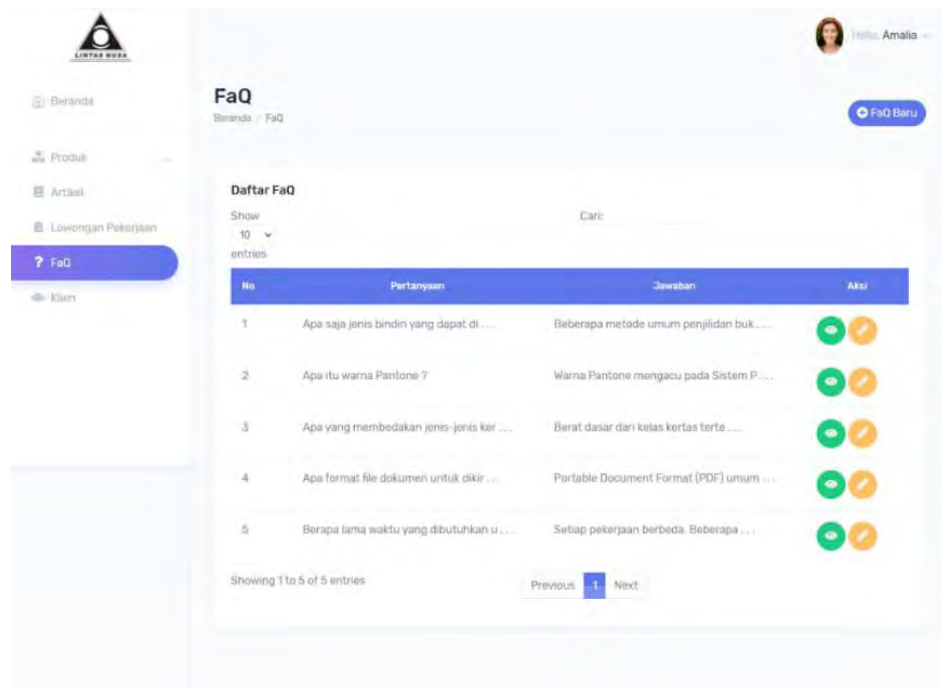 LINTAS NUSA
Hello, Amalia
Beranda
Produk
Artikel
Lowongan Pekerjaan
? FaQ
Klien
FaQ
Beranda / FaQ
FaQ Baru
Daftar FaQ
Show
10
entries
Cari:
No Pertanyaan Jawaban Aksi
1 Apa saja jenis bindin yang dapat di . . . Beberapa metode umum penjilidan buk . . .
2 Apa itu warna Pantone ? Warna Pantone mengacu pada Sistem P . . .
3 Apa yang membedakan jenis-jenis ker . . . Berat dasar dari kelas kertas terte . . .
4 Apa format file dokumen untuk dikir . . . Portable Document Format (PDF) umum . . .
5 Berapa lama waktu yang dibutuhkan u . . . Setiap pekerjaan berbeda. Beberapa . . .
Showing 1 to 5 of 5 entries
Previous 1 Next